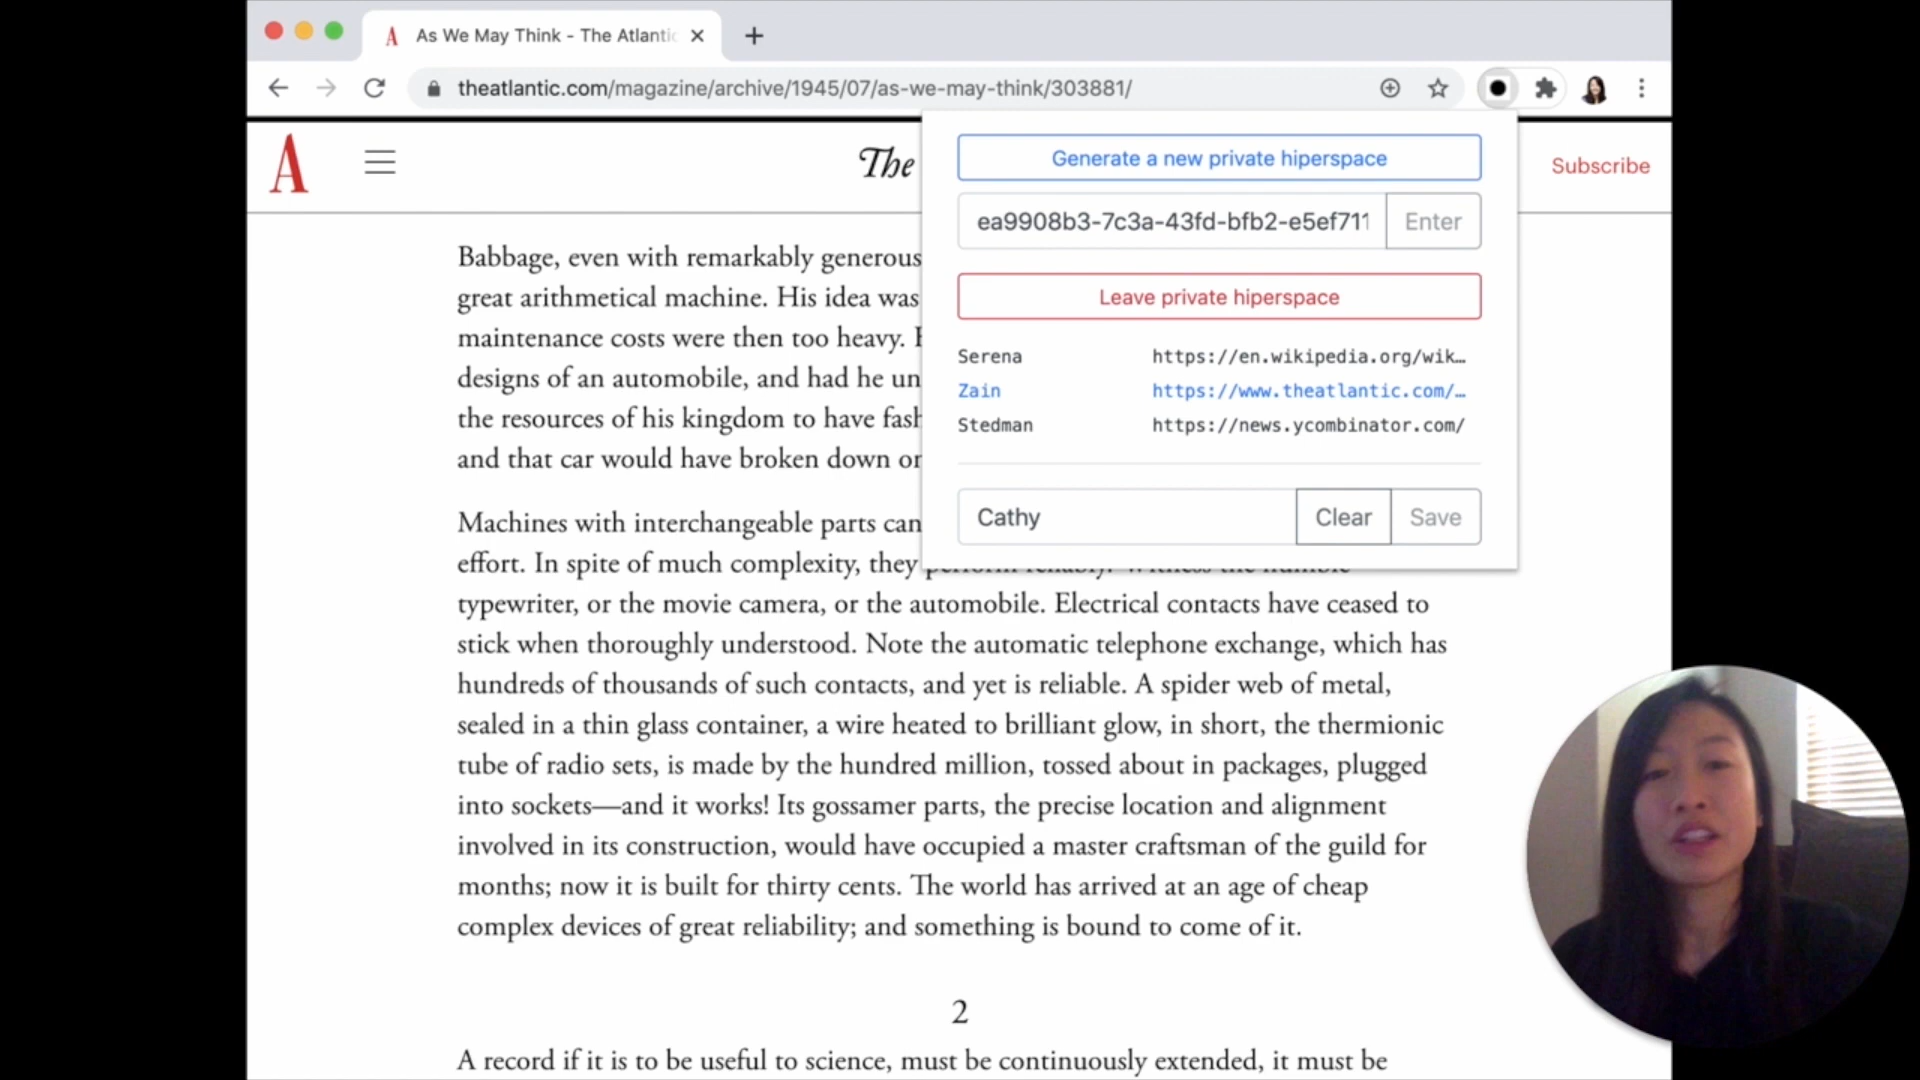 As We May Think - The Atlantic
theatlantic.com/magazine/archive/1945/07/as-we-may-think/303881/
A
The
Subscribe
Generate a new private hiperspace
ea9908b3-7c3a-43fd-bfb2-e5ef711
Enter
Leave private hiperspace
Serena https://en.wikipedia.org/wik…
Zain https://www.theatlantic.com/…
Stedman https://news.ycombinator.com/
Cathy
Clear
Save
Babbage, even with remarkably generous
great arithmetical machine. His idea was
maintenance costs were then too heavy.
designs of an automobile, and had he un
the resources of his kingdom to have fash
and that car would have broken down on
Machines with interchangeable parts can
effort. In spite of much complexity, they perform reliably. Witness the humble
typewriter, or the movie camera, or the automobile. Electrical contacts have ceased to
stick when thoroughly understood. Note the automatic telephone exchange, which has
hundreds of thousands of such contacts, and yet is reliable. A spider web of metal,
sealed in a thin glass container, a wire heated to brilliant glow, in short, the thermionic
tube of radio sets, is made by the hundred million, tossed about in packages, plugged
into sockets—and it works! Its gossamer parts, the precise location and alignment
involved in its construction, would have occupied a master craftsman of the guild for
months; now it is built for thirty cents. The world has arrived at an age of cheap
complex devices of great reliability; and something is bound to come of it.
2
A record if it is to be useful to science, must be continuously extended, it must be